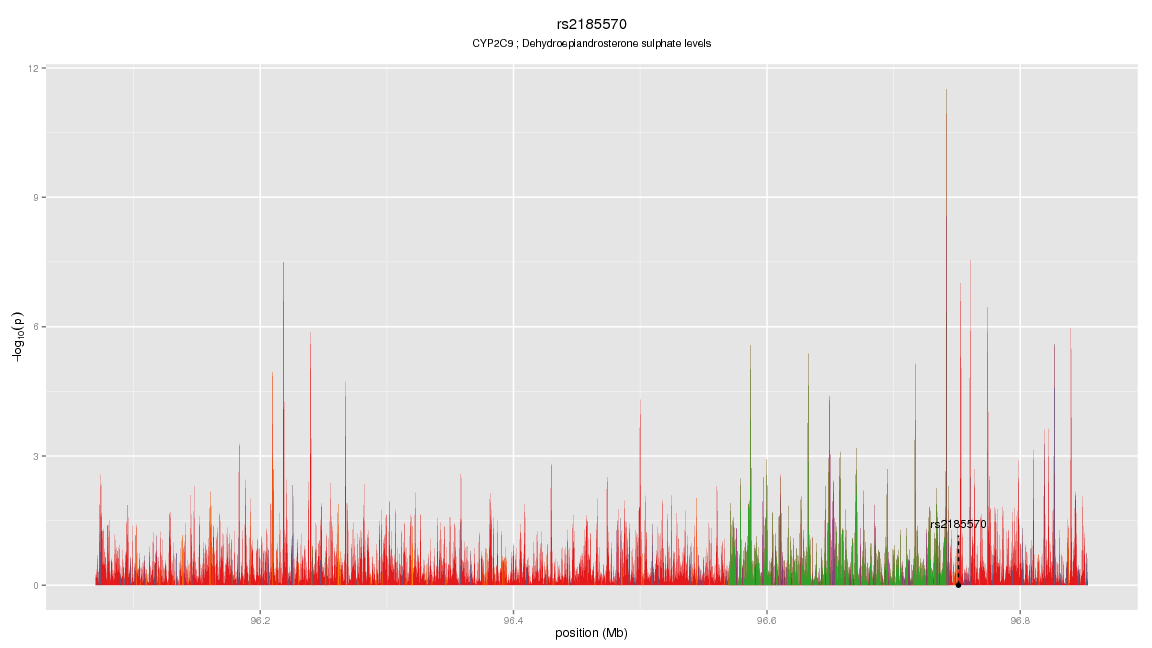 rs2185570
CYP2C9 ; Dehydroepiandrosterone sulphate levels
12
9
6
3
0
−log10(p)
rs2185570
96.2 96.4 96.6 96.8
position (Mb)